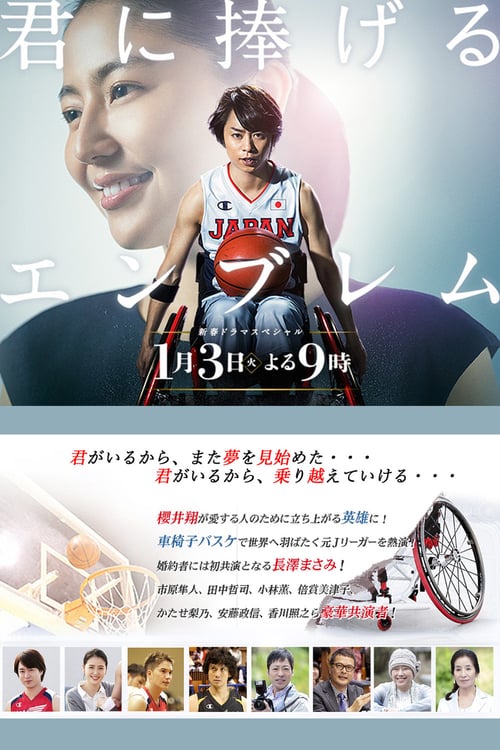 君に捧げる
JAPAN
エンブレム
新春ドラマスペシャル
1月3日火よる9時
君がいるから、また夢を見始めた・・・
君がいるから、乗り越えていける・・・
櫻井翔が愛する人のために立ち上がる英雄に！
車椅子バスケで世界へ羽ばたく元Jリーガーを熱演！
婚約者には初共演となる長澤まさみ！
市原隼人、田中哲司、小林薫、倍賞美津子、
かたせ梨乃、安藤政信、香川照之ら豪華共演者！